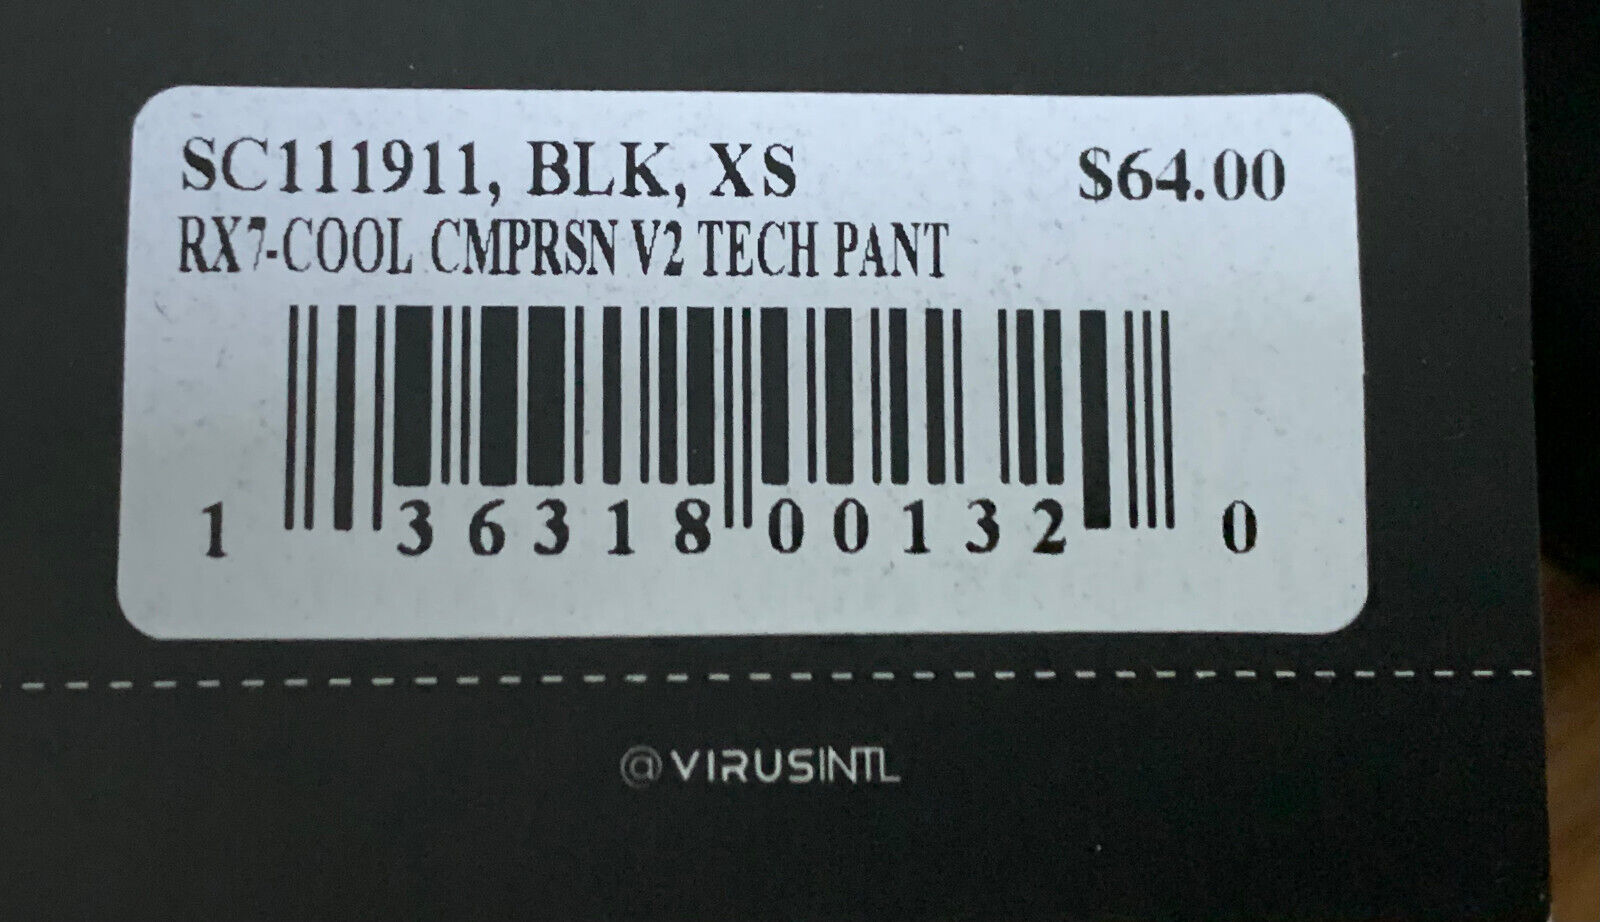 SC111911, BLK, XS $64.00
RX7-COOL CMPRSN V2 TECH PANT
1 36318 00132 0
@VIRUSINTL